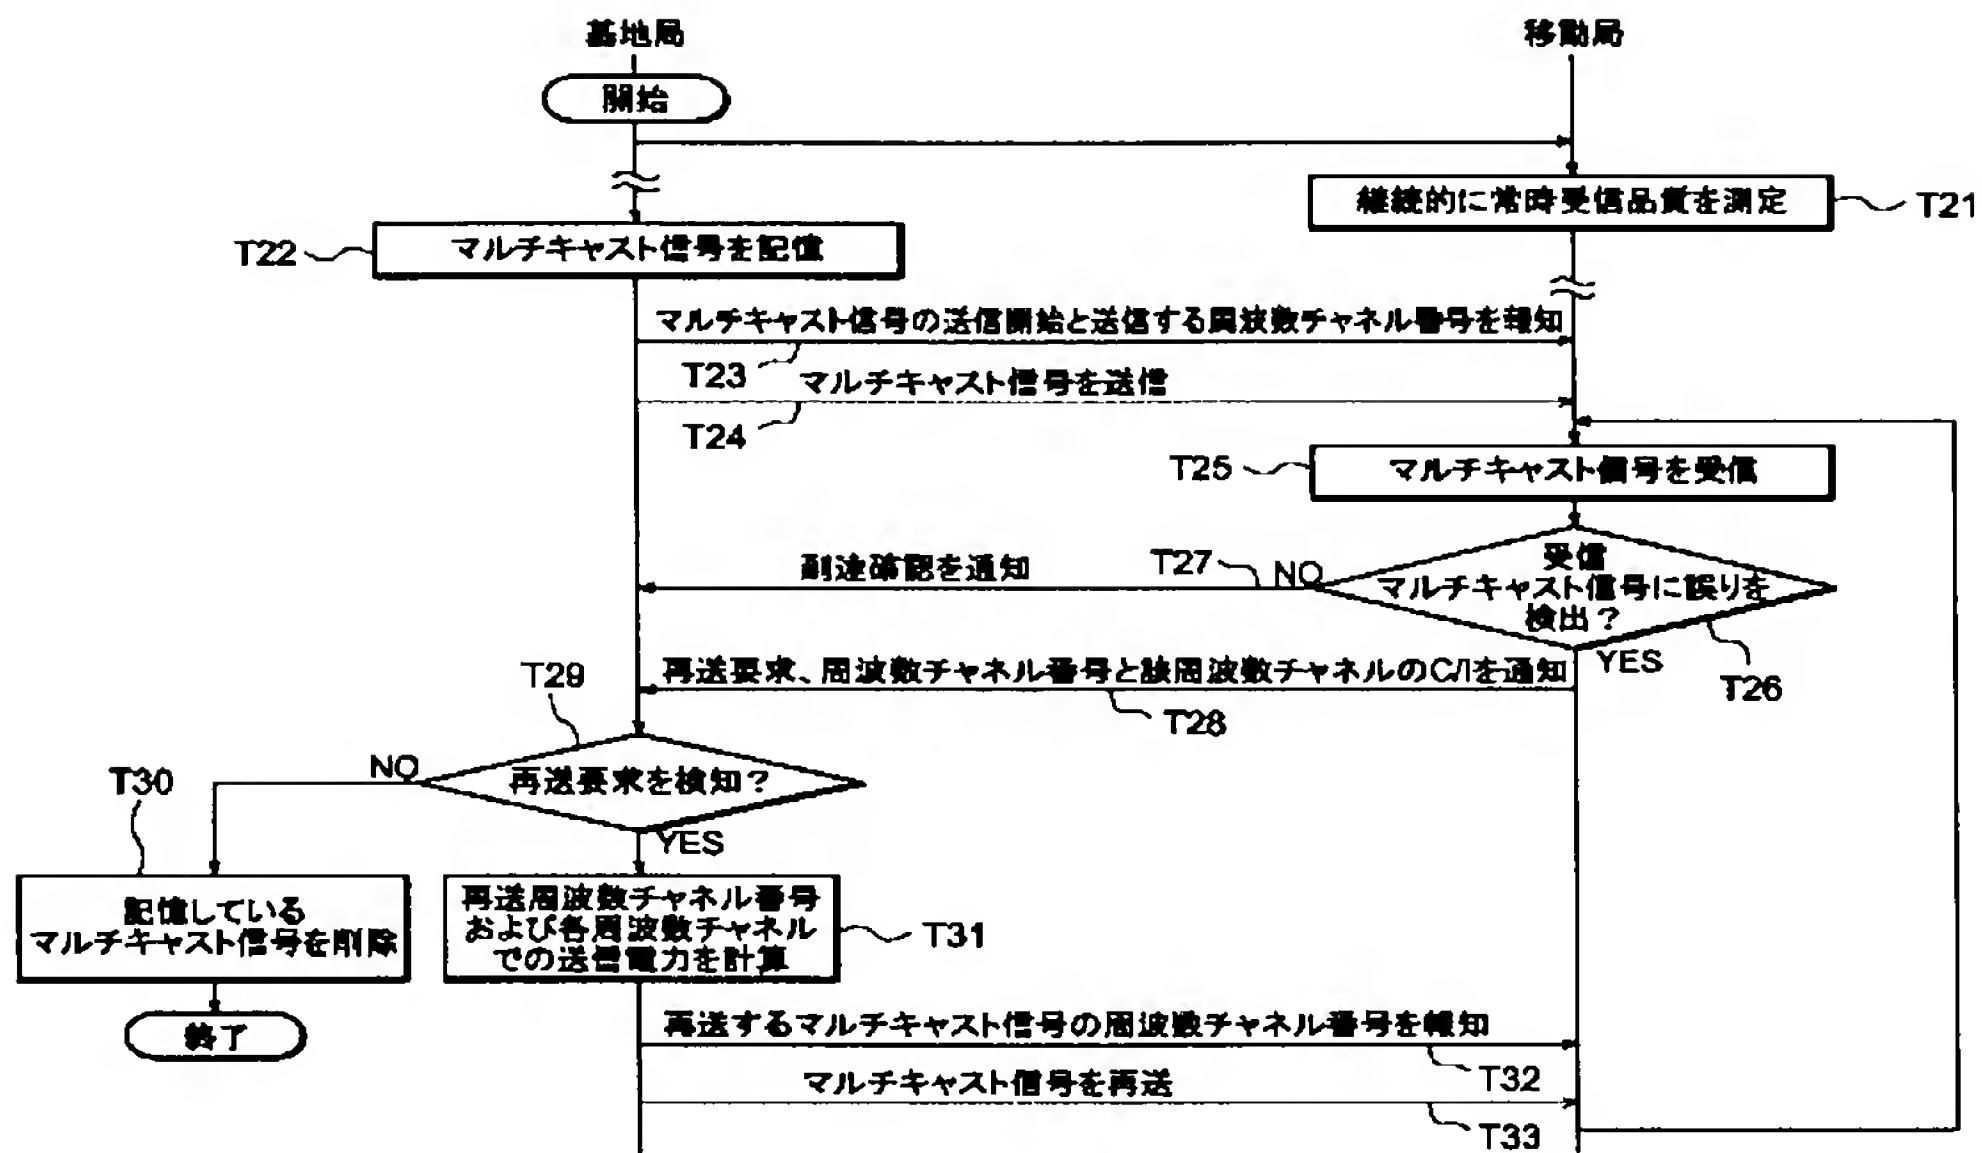 基地局
移動局
開始
継続的に常時受信品質を測定
T21
T22
マルチキャスト信号を記憶
マルチキャスト信号の送信開始と送信する周波数チャネル番号を報知
T23
マルチキャスト信号を送信
T24
T25
マルチキャスト信号を受信
到達確認を通知
T27
NO
受信
マルチキャスト信号に誤りを
検出?
YES
T26
再送要求、周波数チャネル番号と該周波数チャネルのC/Iを通知
T28
T29
再送要求を検知?
NO
YES
T30
記憶している
マルチキャスト信号を削除
再送周波数チャネル番号
および各周波数チャネル
での送信電力を計算
T31
終了
再送するマルチキャスト信号の周波数チャネル番号を報知
T32
マルチキャスト信号を再送
T33